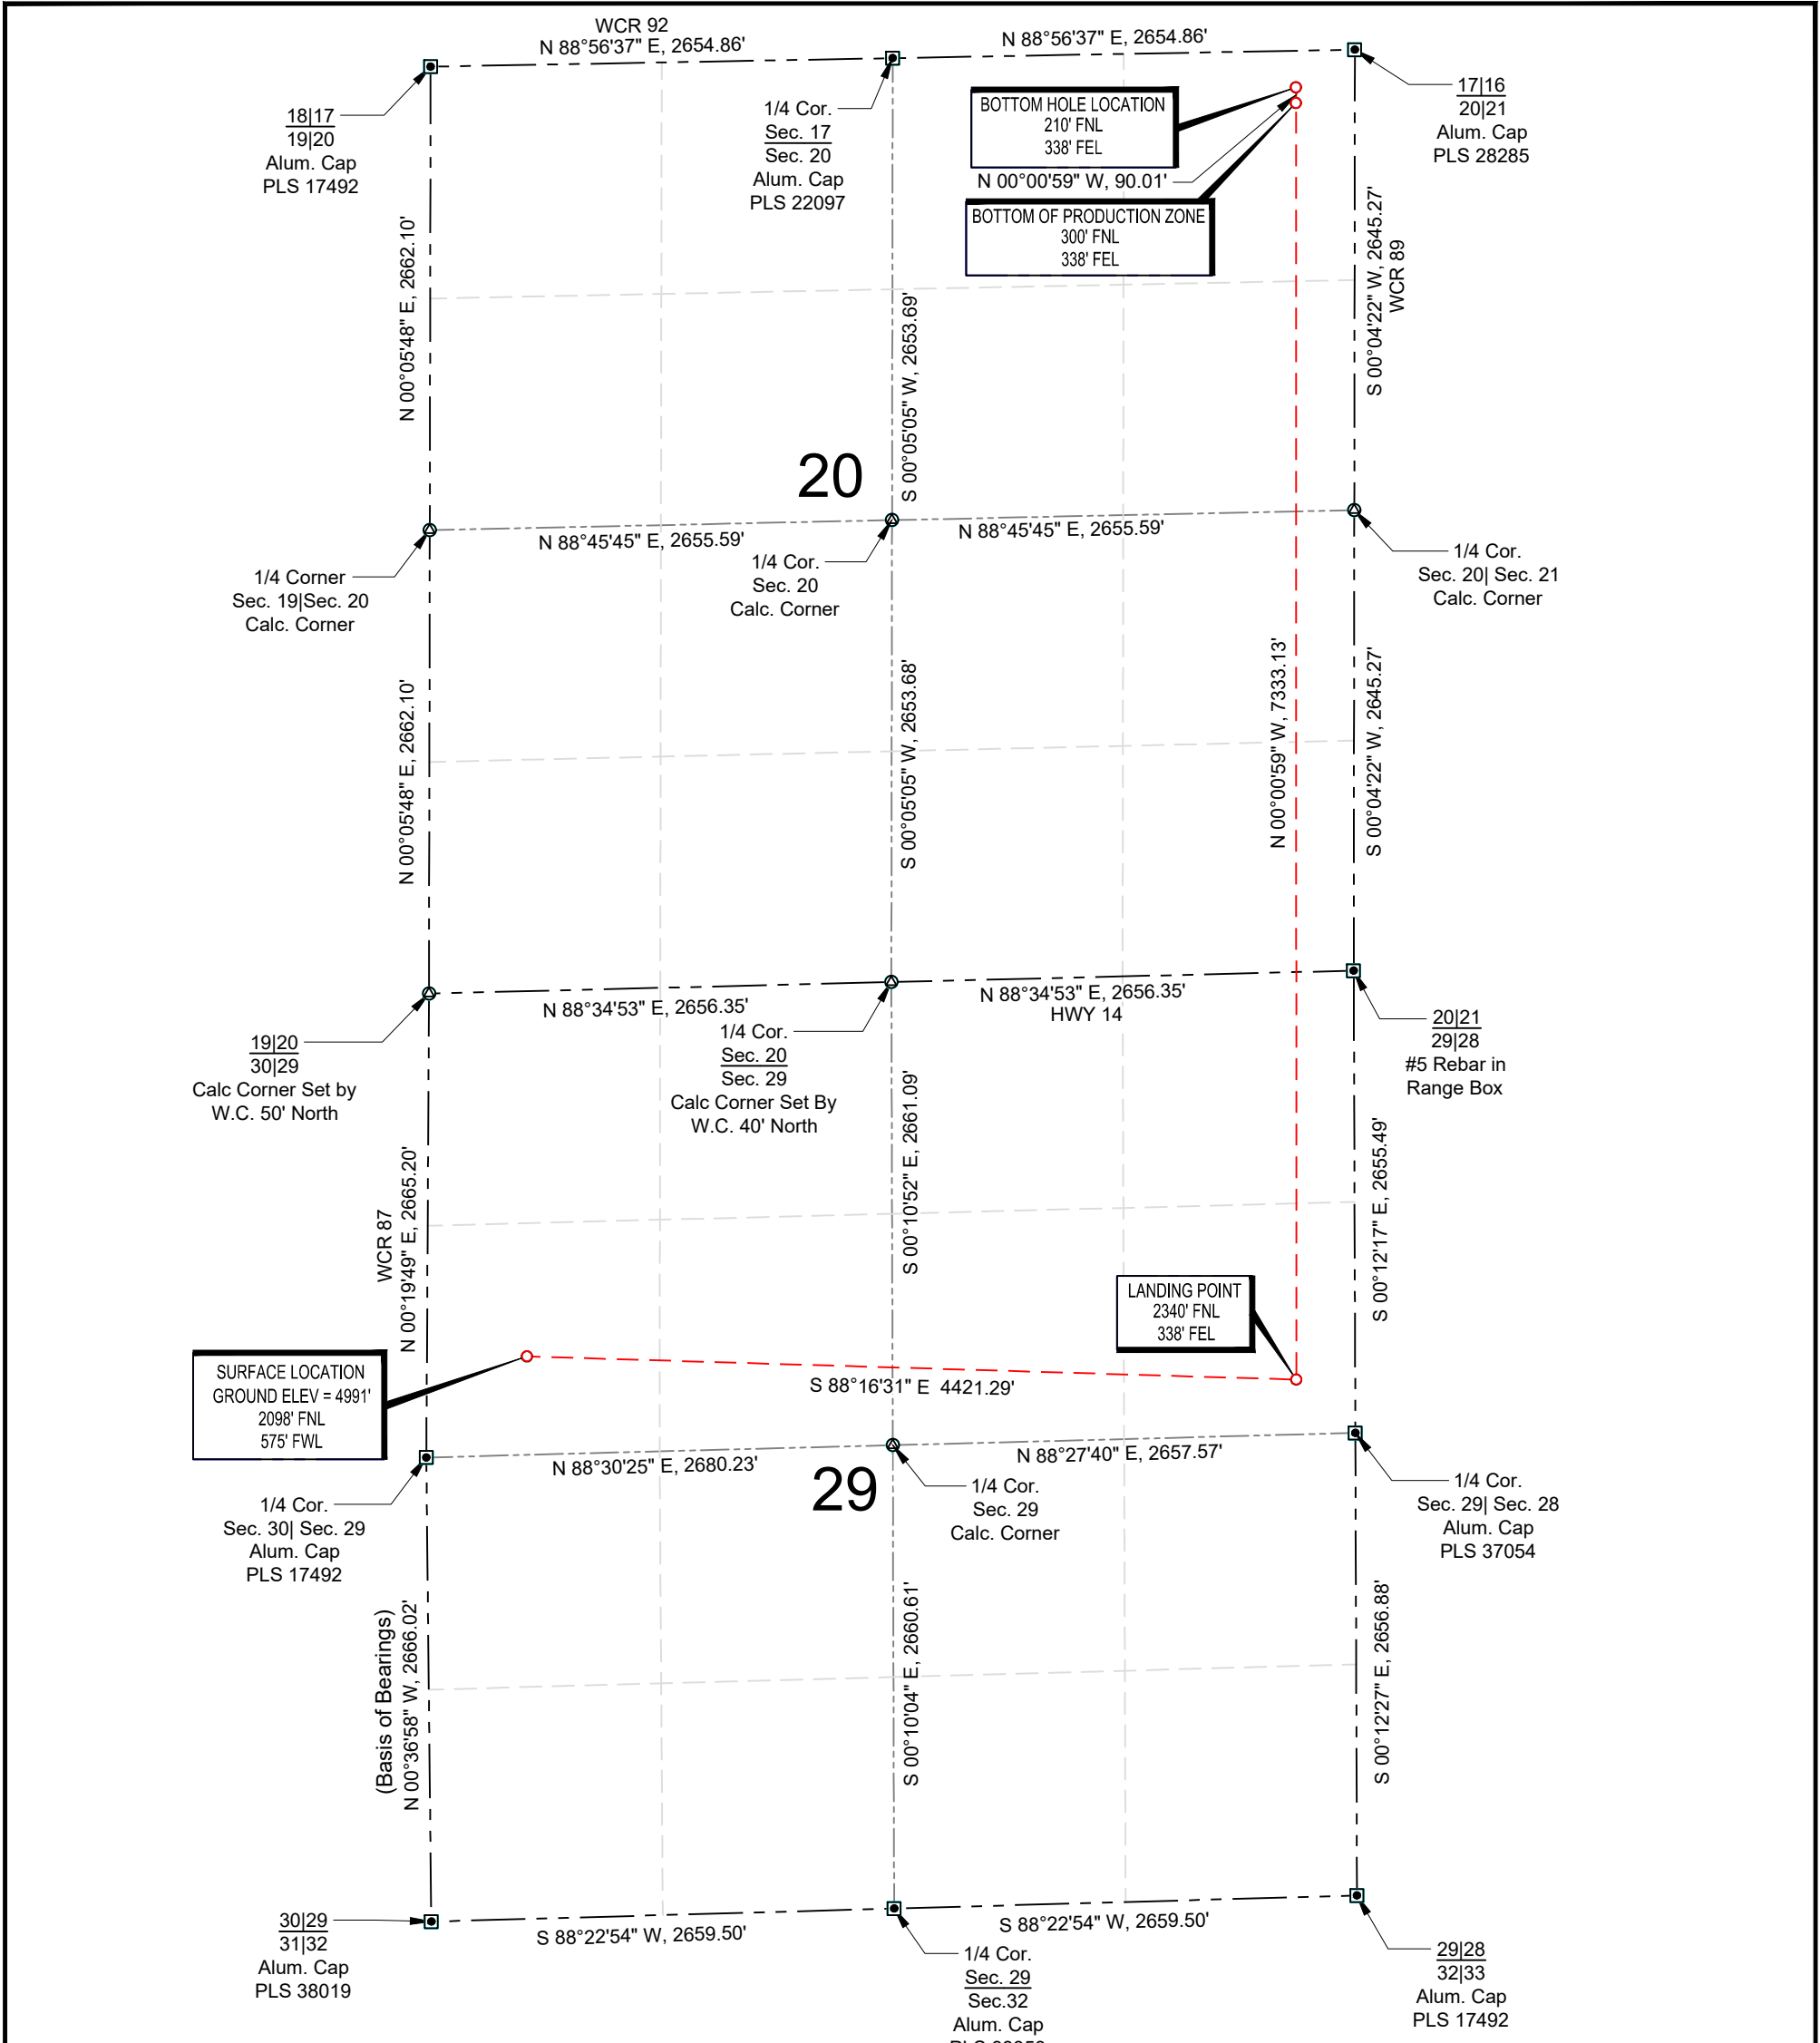 WCR 92
N 88°56'37" E, 2654.86'
N 88°56'37" E, 2654.86'
18|17
19|20
Alum. Cap
PLS 17492
1/4 Cor.
Sec. 17
Sec. 20
Alum. Cap
PLS 22097
BOTTOM HOLE LOCATION
210' FNL
338' FEL
N 00°00'59" W, 90.01'
BOTTOM OF PRODUCTION ZONE
300' FNL
338' FEL
17|16
20|21
Alum. Cap
PLS 28285
N 00°05'48" E, 2662.10'
S 00°05'05" W, 2653.69'
S 00°04'22" W, 2645.27'
WCR 89
20
N 88°45'45" E, 2655.59'
N 88°45'45" E, 2655.59'
1/4 Corner
Sec. 19|Sec. 20
Calc. Corner
1/4 Cor.
Sec. 20
Calc. Corner
1/4 Cor.
Sec. 20| Sec. 21
Calc. Corner
N 00°05'48" E, 2662.10'
S 00°05'05" W, 2653.68'
N 00°00'59" W, 7333.13'
S 00°04'22" W, 2645.27'
N 88°34'53" E, 2656.35'
N 88°34'53" E, 2656.35'
HWY 14
19|20
30|29
Calc Corner Set by
W.C. 50' North
1/4 Cor.
Sec. 20
Sec. 29
Calc Corner Set By
W.C. 40' North
20|21
29|28
#5 Rebar in
Range Box
WCR 87
N 00°19'49" E, 2665.20'
S 00°10'52" E, 2661.09'
S 00°12'17" E, 2655.49'
LANDING POINT
2340' FNL
338' FEL
SURFACE LOCATION
GROUND ELEV = 4991'
2098' FNL
575' FWL
S 88°16'31" E 4421.29'
N 88°30'25" E, 2680.23'
N 88°27'40" E, 2657.57'
29
1/4 Cor.
Sec. 30| Sec. 29
Alum. Cap
PLS 17492
1/4 Cor.
Sec. 29
Calc. Corner
1/4 Cor.
Sec. 29| Sec. 28
Alum. Cap
PLS 37054
(Basis of Bearings)
N 00°36'58" W, 2666.02'
S 00°10'04" E, 2660.61'
S 00°12'27" E, 2656.88'
S 88°22'54" W, 2659.50'
S 88°22'54" W, 2659.50'
30|29
31|32
Alum. Cap
PLS 38019
1/4 Cor.
Sec. 29
Sec.32
Alum. Cap
PLS
29|28
32|33
Alum. Cap
PLS 17492